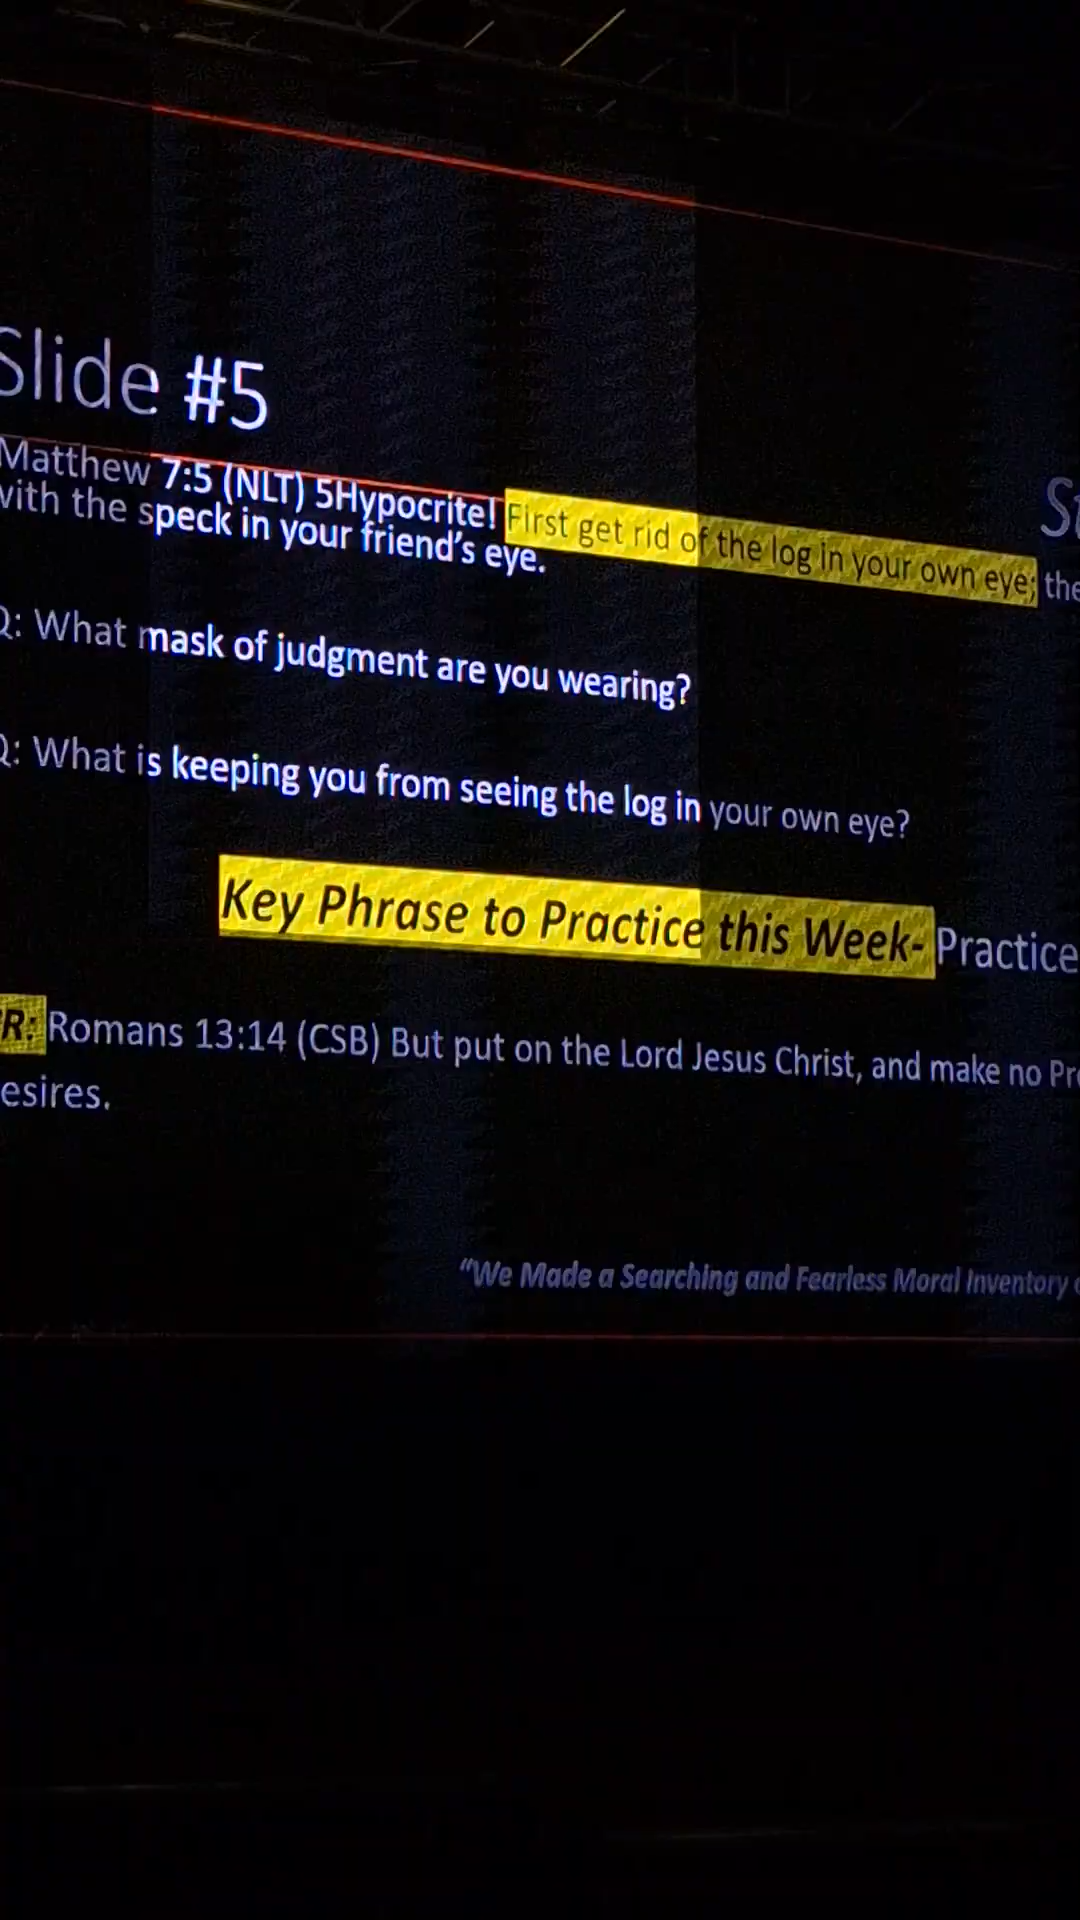 Slide #5
Matthew 7:5 (NLT) 5Hypocrite! First get rid of the log in your own eye; the
with the speck in your friend's eye.
Q: What mask of judgment are you wearing?
Q: What is keeping you from seeing the log in your own eye?
Key Phrase to Practice this Week- Practice
R: Romans 13:14 (CSB) But put on the Lord Jesus Christ, and make no Pr
esires.
"We Made a Searching and Fearless Moral Inventory